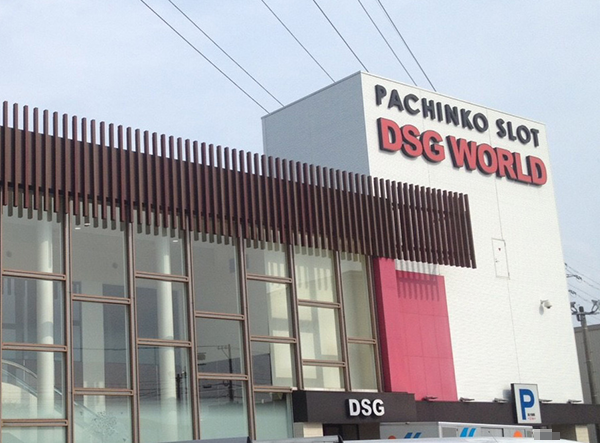 PACHINKO SLOT
DSG WORLD
DSG
P